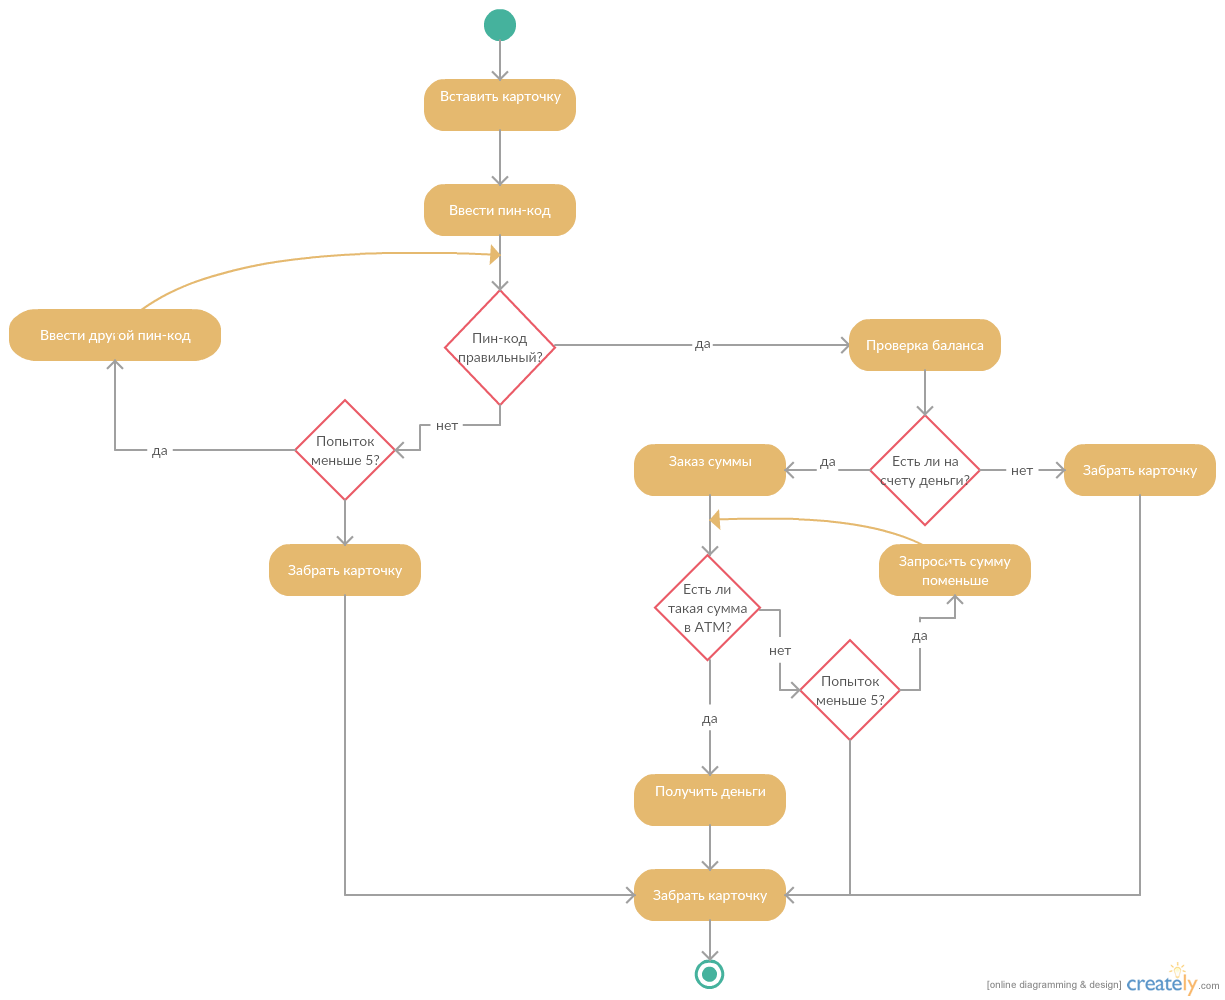 Вставить карточку
Ввести пин-код
Ввести другой пин-код
Пин-код
правильный?
да
Проверка баланса
нет
Попыток
меньше 5?
да
Заказ суммы
да
Есть ли на
счету деньги?
нет
Забрать карточку
Забрать карточку
Запросить сумму
поменьше
Есть ли
такая сумма
в АТМ?
нет
Попыток
меньше 5?
да
да
Получить деньги
Забрать карточку
[online diagramming & design] creately.com